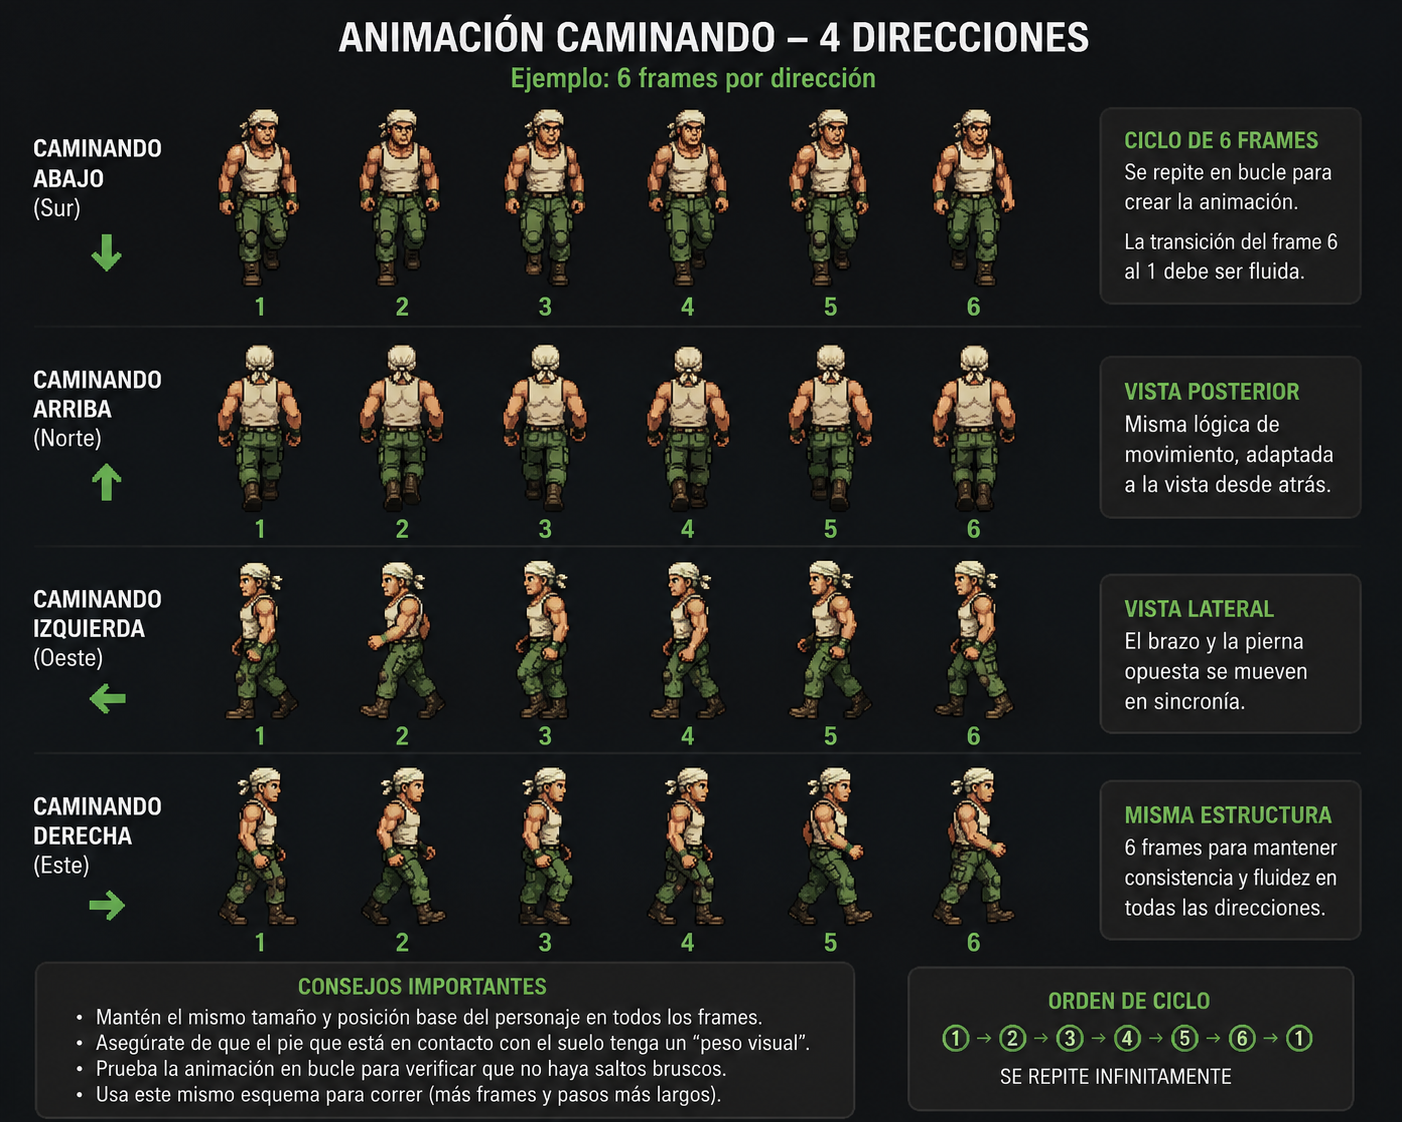 ANIMACIÓN CAMINANDO – 4 DIRECCIONES
Ejemplo: 6 frames por dirección
CAMINANDO
ABAJO
(Sur)
1 2 3 4 5 6
CICLO DE 6 FRAMES
Se repite en bucle para
crear la animación.
La transición del frame 6
al 1 debe ser fluida.
CAMINANDO
ARRIBA
(Norte)
1 2 3 4 5 6
VISTA POSTERIOR
Misma lógica de
movimiento, adaptada
a la vista desde atrás.
CAMINANDO
IZQUIERDA
(Oeste)
1 2 3 4 5 6
VISTA LATERAL
El brazo y la pierna
opuesta se mueven
en sincronía.
CAMINANDO
DERECHA
(Este)
1 2 3 4 5 6
MISMA ESTRUCTURA
6 frames para mantener
consistencia y fluidez en
todas las direcciones.
CONSEJOS IMPORTANTES
• Mantén el mismo tamaño y posición base del personaje en todos los frames.
• Asegúrate de que el pie que está en contacto con el suelo tenga un “peso visual”.
• Prueba la animación en bucle para verificar que no haya saltos bruscos.
• Usa este mismo esquema para correr (más frames y pasos más largos).
ORDEN DE CICLO
1 → 2 → 3 → 4 → 5 → 6 → 1
SE REPITE INFINITAMENTE